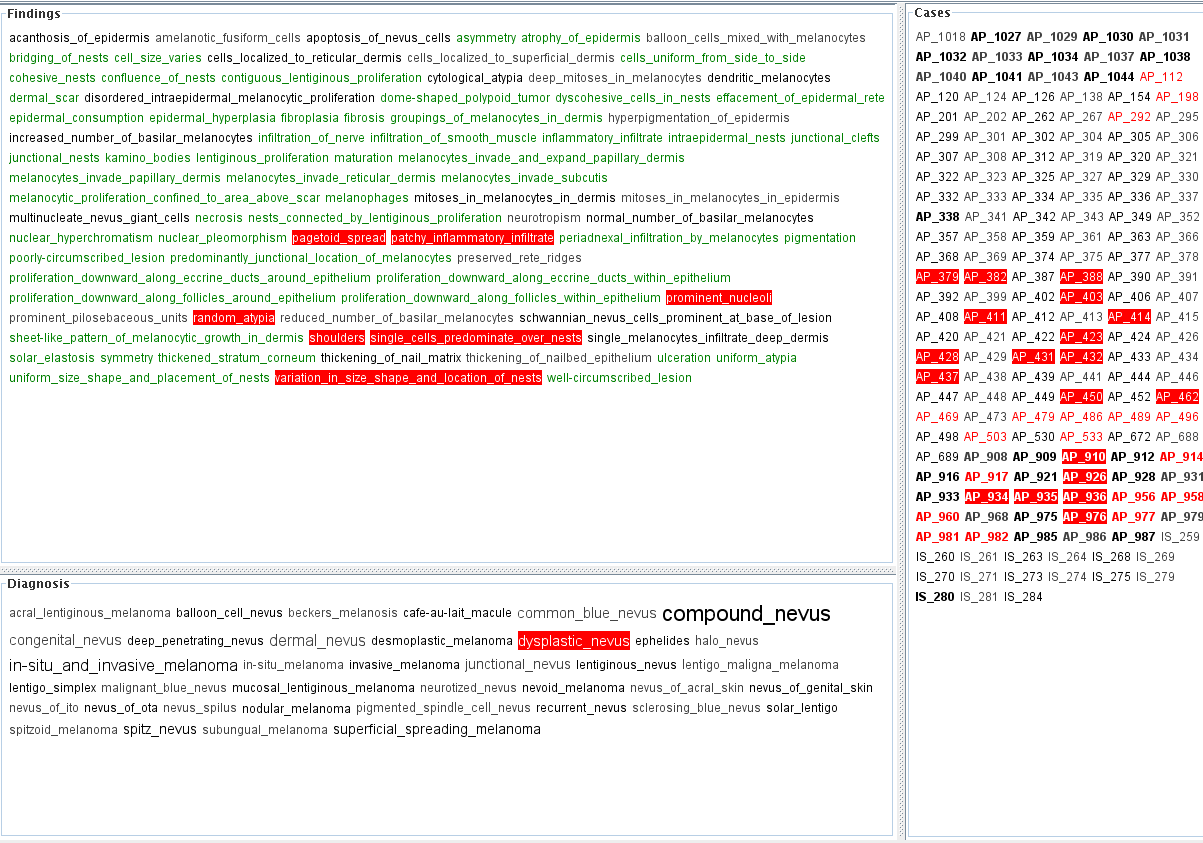 Findings
acanthosis_of_epidermis amelanotic_fusiform_cells apoptosis_of_nevus_cells asymmetry atrophy_of_epidermis balloon_cells_mixed_with_melanocytes
bridging_of_nests cell_size_varies cells_localized_to_reticular_dermis cells_localized_to_superficial_dermis cells_uniform_from_side_to_side
cohesive_nests confluence_of_nests contiguous_lentiginous_proliferation cytological_atypia deep_mitoses_in_melanocytes dendritic_melanocytes
dermal_scar disordered_intraepidermal_melanocytic_proliferation dome-shaped_polypoid_tumor dyscohesive_cells_in_nests effacement_of_epidermal_rete
epidermal_consumption epidermal_hyperplasia fibroplasia fibrosis groupings_of_melanocytes_in_dermis hyperpigmentation_of_epidermis
increased_number_of_basilar_melanocytes infiltration_of_nerve infiltration_of_smooth_muscle inflammatory_infiltrate intraepidermal_nests junctional_clefts
junctional_nests kamino_bodies lentiginous_proliferation maturation melanocytes_invade_and_expand_papillary_dermis
melanocytes_invade_papillary_dermis melanocytes_invade_reticular_dermis melanocytes_invade_subcutis
melanocytic_proliferation_confined_to_area_above_scar melanophages mitoses_in_melanocytes_in_dermis mitoses_in_melanocytes_in_epidermis
multinucleate_nevus_giant_cells necrosis nests_connected_by_lentiginous_proliferation neurotropism normal_number_of_basilar_melanocytes
nuclear_hyperchromatism nuclear_pleomorphism pagetoid_spread patchy_inflammatory_infiltrate periadnexal_infiltration_by_melanocytes pigmentation
poorly-circumscribed_lesion predominantly_junctional_location_of_melanocytes preserved_rete_ridges
proliferation_downward_along_eccrine_ducts_around_epithelium proliferation_downward_along_eccrine_ducts_within_epithelium
proliferation_downward_along_follicles_around_epithelium proliferation_downward_along_follicles_within_epithelium prominent_nucleoli
prominent_pilosebaceous_units random_atypia reduced_number_of_basilar_melanocytes schwannian_nevus_cells_prominent_at_base_of_lesion
sheet-like_pattern_of_melanocytic_growth_in_dermis shoulders single_cells_predominate_over_nests single_melanocytes_infiltrate_deep_dermis
solar_elastosis symmetry thickened_stratum_corneum thickening_of_nail_matrix thickening_of_nailbed_epithelium ulceration uniform_atypia
uniform_size_shape_and_placement_of_nests variation_in_size_shape_and_location_of_nests well-circumscribed_lesion
Diagnosis
acral_lentiginous_melanoma balloon_cell_nevus beckers_melanosis cafe-au-lait_macule common_blue_nevus compound_nevus
congenital_nevus deep_penetrating_nevus dermal_nevus desmoplastic_melanoma dysplastic_nevus ephelides halo_nevus
in-situ_and_invasive_melanoma in-situ_melanoma invasive_melanoma junctional_nevus lentiginous_nevus lentigo_maligna_melanoma
lentigo_simplex malignant_blue_nevus mucosal_lentiginous_melanoma neurotized_nevus nevoid_melanoma nevus_of_acral_skin nevus_of_genital_skin
nevus_of_ito nevus_of_ota nevus_spilus nodular_melanoma pigmented_spindle_cell_nevus recurrent_nevus sclerosing_blue_nevus solar_lentigo
spitzoid_melanoma spitz_nevus subungual_melanoma superficial_spreading_melanoma
Cases
AP_1018 AP_1027 AP_1029 AP_1030 AP_1031
AP_1032 AP_1033 AP_1034 AP_1037 AP_1038
AP_1040 AP_1041 AP_1043 AP_1044 AP_112
AP_120 AP_124 AP_126 AP_138 AP_154 AP_198
AP_201 AP_202 AP_262 AP_267 AP_292 AP_295
AP_299 AP_301 AP_302 AP_304 AP_305 AP_306
AP_307 AP_308 AP_312 AP_319 AP_320 AP_321
AP_322 AP_323 AP_325 AP_327 AP_329 AP_330
AP_332 AP_333 AP_334 AP_335 AP_336 AP_337
AP_338 AP_341 AP_342 AP_343 AP_349 AP_352
AP_357 AP_358 AP_359 AP_361 AP_363 AP_366
AP_368 AP_369 AP_374 AP_375 AP_377 AP_378
AP_379 AP_382 AP_387 AP_388 AP_390 AP_391
AP_392 AP_399 AP_402 AP_403 AP_406 AP_407
AP_408 AP_411 AP_412 AP_413 AP_414 AP_416
AP_420 AP_421 AP_422 AP_423 AP_424 AP_426
AP_428 AP_429 AP_431 AP_432 AP_433 AP_434
AP_437 AP_438 AP_439 AP_441 AP_444 AP_446
AP_447 AP_448 AP_449 AP_450 AP_452 AP_462
AP_469 AP_473 AP_479 AP_486 AP_489 AP_496
AP_498 AP_503 AP_530 AP_533 AP_672 AP_688
AP_689 AP_908 AP_909 AP_910 AP_912 AP_914
AP_916 AP_917 AP_921 AP_926 AP_928 AP_931
AP_933 AP_934 AP_935 AP_936 AP_956 AP_958
AP_960 AP_968 AP_975 AP_976 AP_977 AP_979
AP_981 AP_982 AP_985 AP_986 AP_987 IS_259
IS_260 IS_261 IS_263 IS_264 IS_268 IS_269
IS_270 IS_271 IS_273 IS_274 IS_275 IS_279
IS_280 IS_281 IS_284